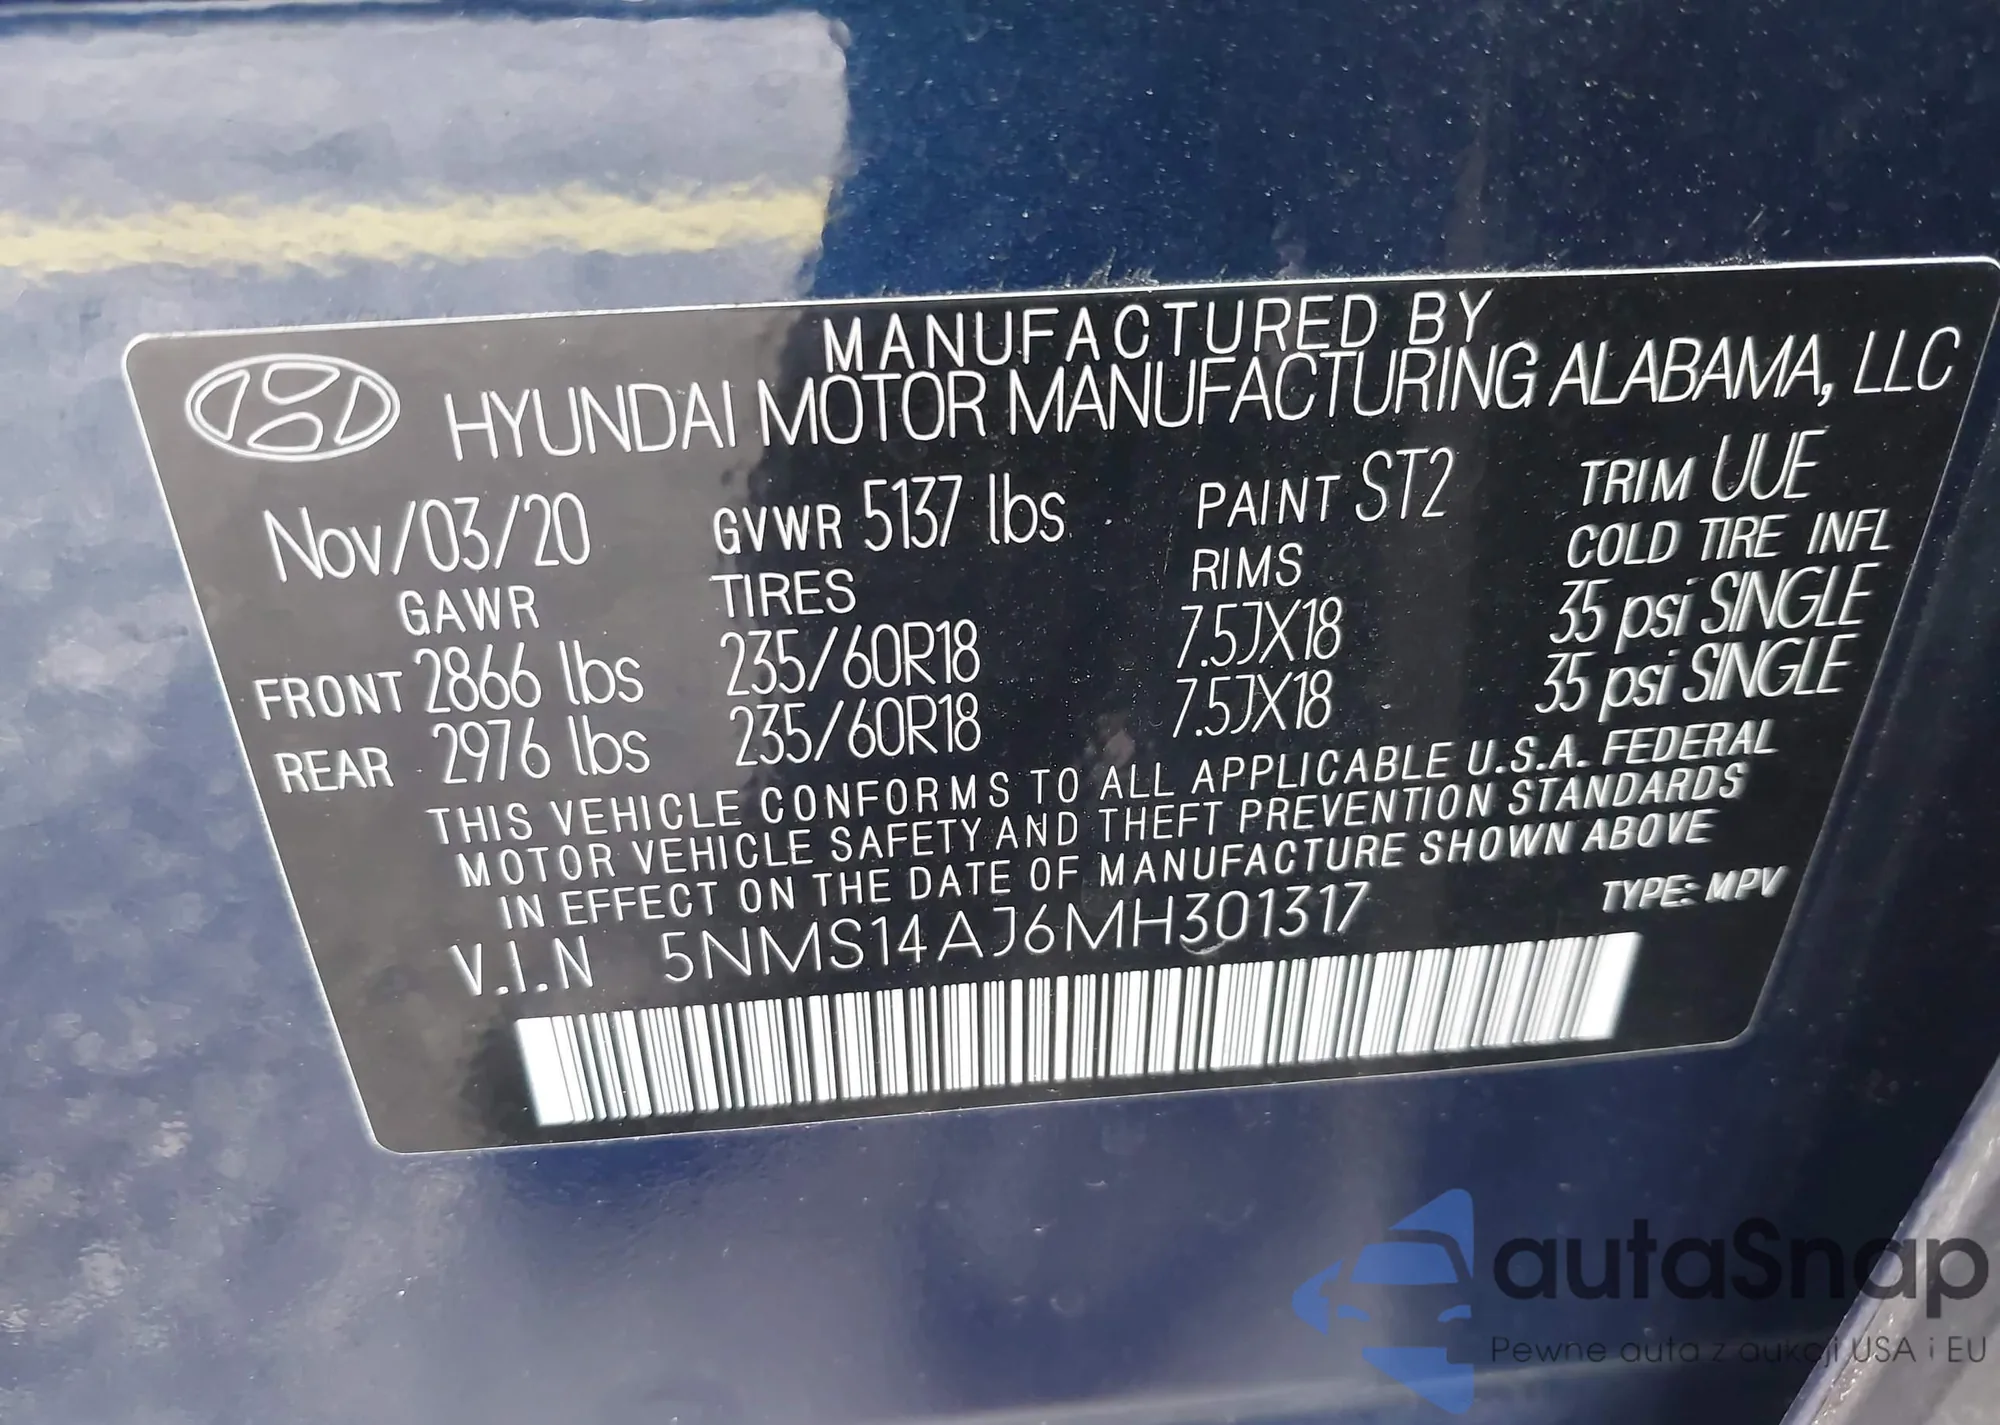 MANUFACTURED BY
HYUNDAI MOTOR MANUFACTURING ALABAMA, LLC
Nov/03/20 GVWR 5137 lbs PAINT ST2 TRIM UUE
GAWR TIRES RIMS COLD TIRE INFL
FRONT 2866 lbs 235/60R18 7.5JX18 35 psi SINGLE
REAR 2976 lbs 235/60R18 7.5JX18 35 psi SINGLE
THIS VEHICLE CONFORMS TO ALL APPLICABLE U.S.A. FEDERAL
MOTOR VEHICLE SAFETY AND THEFT PREVENTION STANDARDS
IN EFFECT ON THE DATE OF MANUFACTURE SHOWN ABOVE
V.I.N 5NMS14AJ6MH301317 TYPE: MPV
autaSnap
Pewne auta z aukcji USA i EU